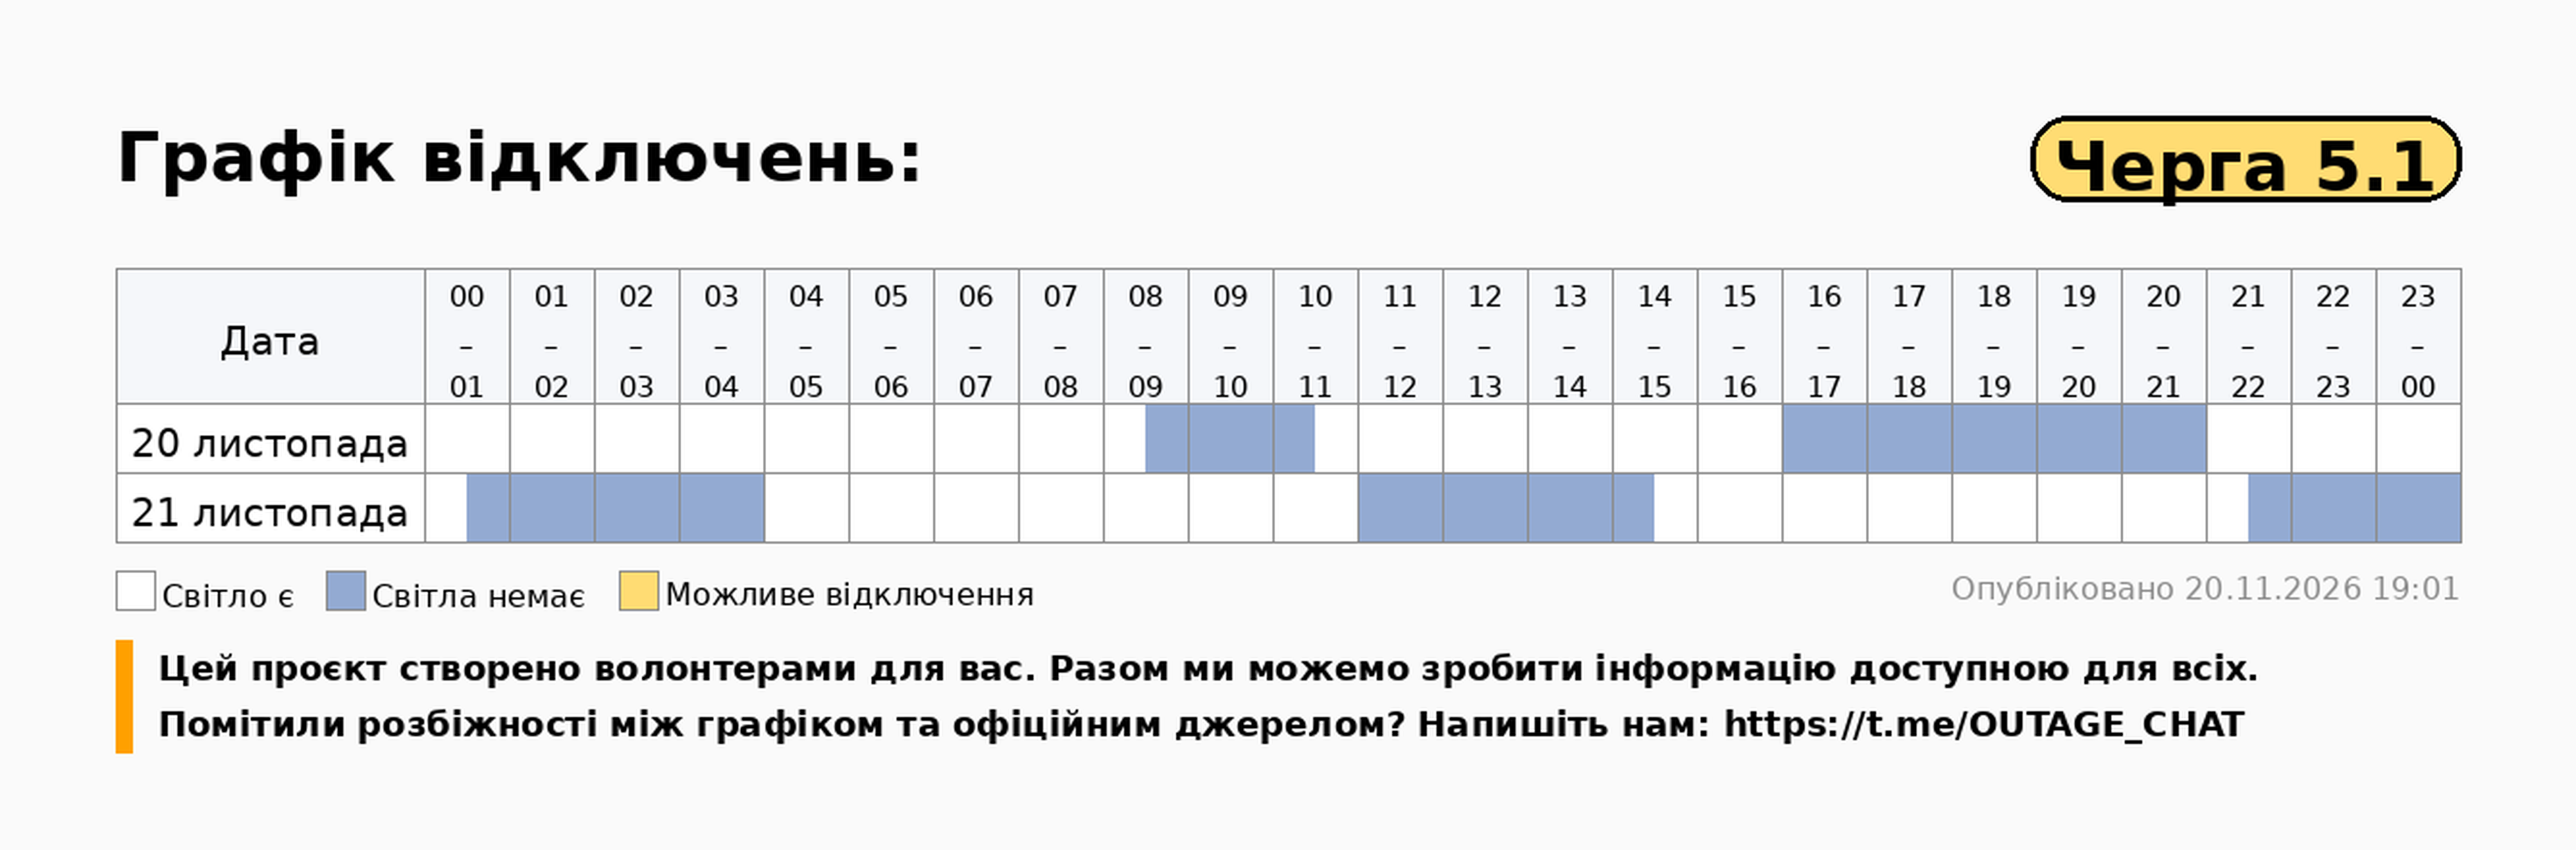 Графік відключень:
Черга 5.1
Дата 00 – 01 01 – 02 02 – 03 03 – 04 04 – 05 05 – 06 06 – 07 07 – 08 08 – 09 09 – 10 10 – 11 11 – 12 12 – 13 13 – 14 14 – 15 15 – 16 16 – 17 17 – 18 18 – 19 19 – 20 20 – 21 21 – 22 22 – 23 23 – 00
20 листопада
21 листопада
Світло є Світла немає Можливе відключення
Опубліковано 20.11.2026 19:01
Цей проєкт створено волонтерами для вас. Разом ми можемо зробити інформацію доступною для всіх.
Помітили розбіжності між графіком та офіційним джерелом? Напишіть нам: https://t.me/OUTAGE_CHAT